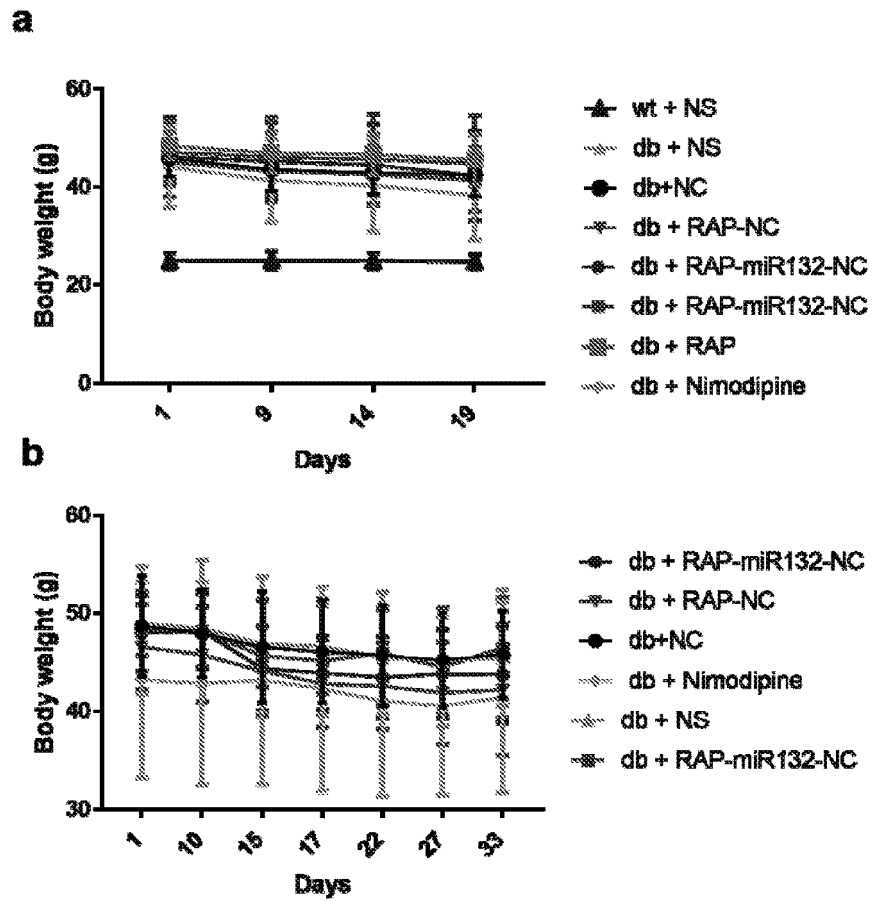 a
Body weight (g)
60
40
20
0
1
9
14
19
Days
wt + NS
db + NS
db+NC
db + RAP-NC
db + RAP-miR132-NC
db + RAP-miR132-NC
db + RAP
db + Nimodipine
b
Body weight (g)
60
50
40
30
1
10
15
17
22
27
33
Days
db + RAP-miR132-NC
db + RAP-NC
db+NC
db + Nimodipine
db + NS
db + RAP-miR132-NC